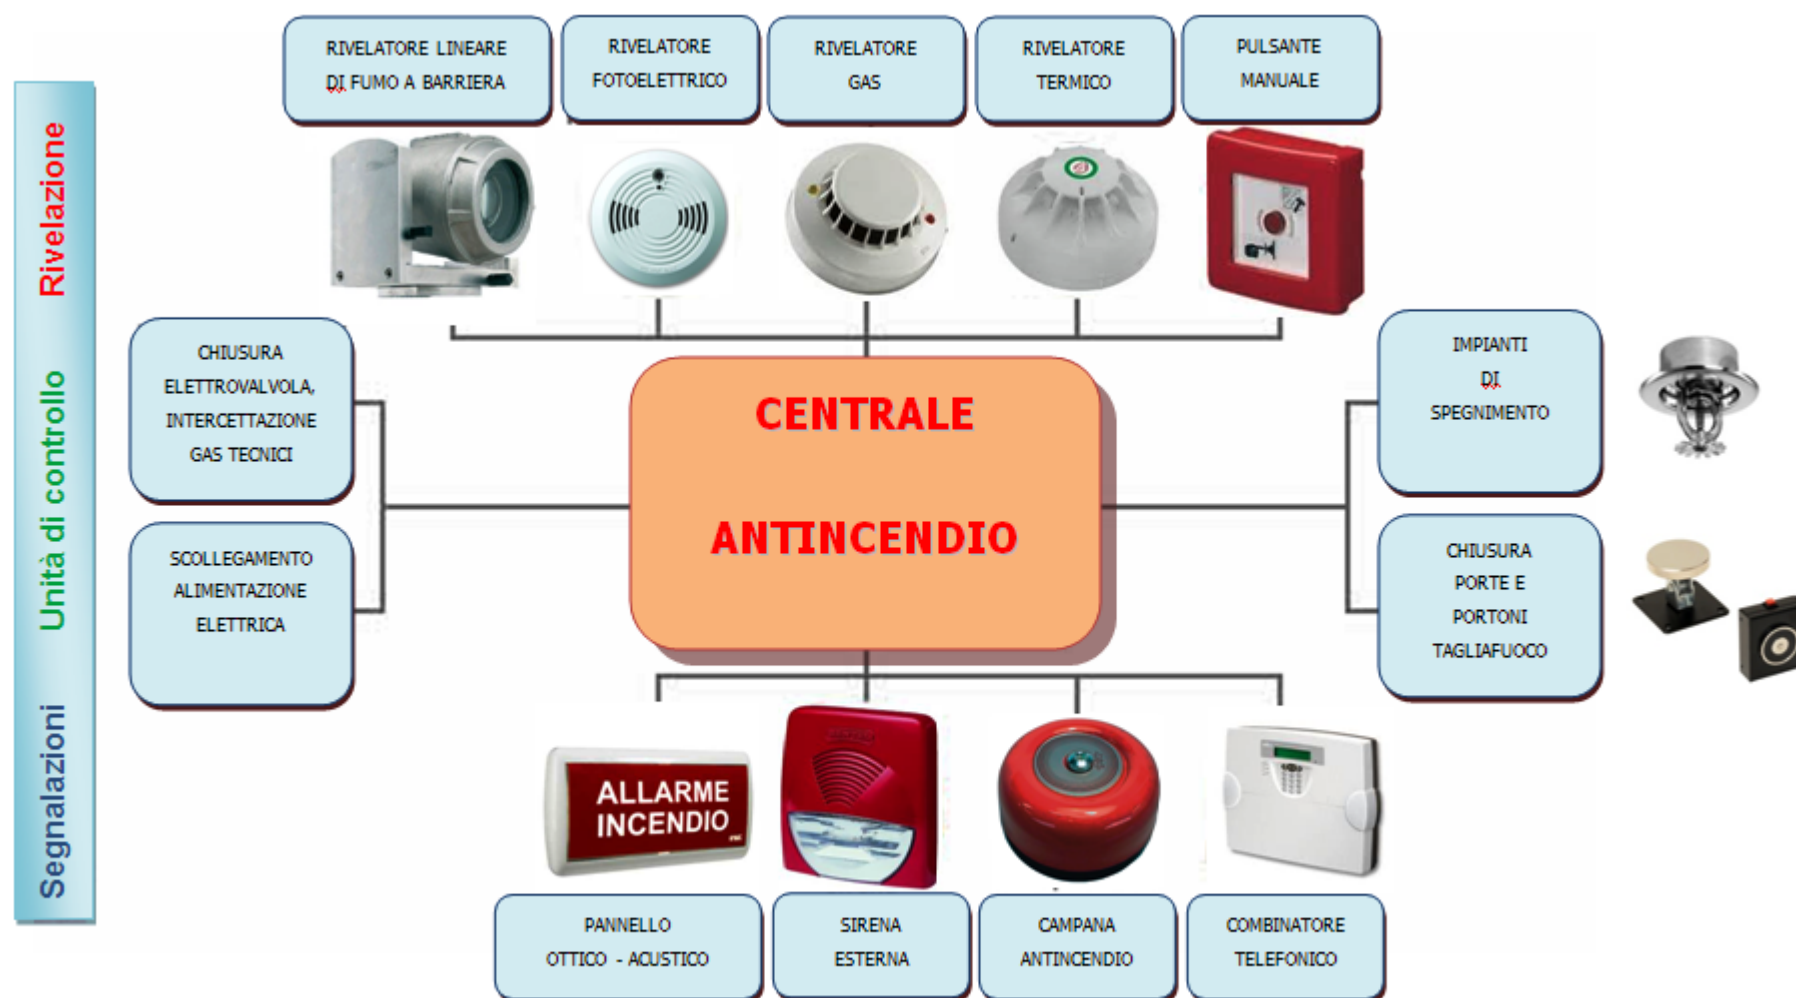 RIVELATORE LINEARE
DI FUMO A BARRIERA
RIVELATORE
FOTOELETTRICO
RIVELATORE
GAS
RIVELATORE
TERMICO
PULSANTE
MANUALE
Rivelazione
Unità di controllo
Segnalazioni
CHIUSURA
ELETTROVALVOLA,
INTERCETTAZIONE
GAS TECNICI
SCOLLEGAMENTO
ALIMENTAZIONE
ELETTRICA
CENTRALE
ANTINCENDIO
IMPIANTI
DI
SPEGNIMENTO
CHIUSURA
PORTE E
PORTONI
TAGLIAFUOCO
ALLARME
INCENDIO
PANNELLO
OTTICO - ACUSTICO
SIRENA
ESTERNA
CAMPANA
ANTINCENDIO
COMBINATORE
TELEFONICO